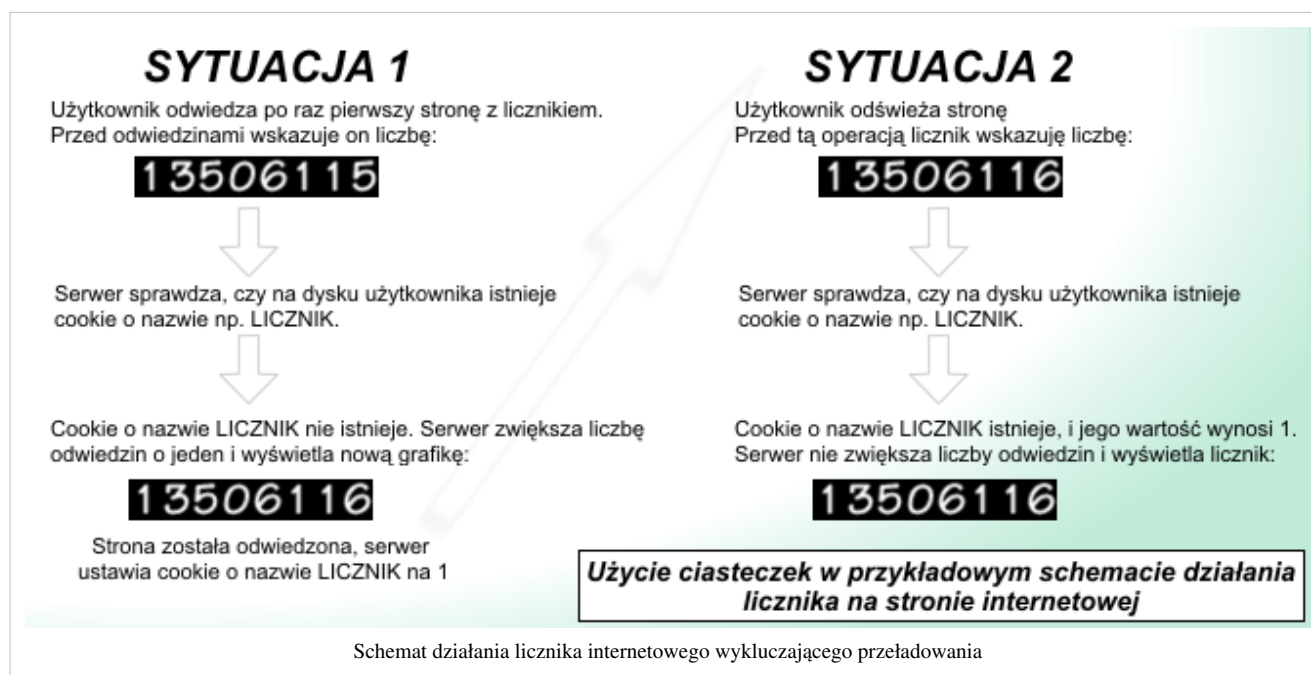 SYTUACJA 1
Użytkownik odwiedza po raz pierwszy stronę z licznikiem.
Przed odwiedzinami wskazuje on liczbę:
13506115
Serwer sprawdza, czy na dysku użytkownika istnieje
cookie o nazwie np. LICZNIK.
Cookie o nazwie LICZNIK nie istnieje. Serwer zwiększa liczbę
odwiedzin o jeden i wyświetla nową grafikę:
13506116
Strona została odwiedzona, serwer
ustawia cookie o nazwie LICZNIK na 1
SYTUACJA 2
Użytkownik odświeża stronę
Przed tą operacją licznik wskazuję liczbę:
13506116
Serwer sprawdza, czy na dysku użytkownika istnieje
cookie o nazwie np. LICZNIK.
Cookie o nazwie LICZNIK istnieje, i jego wartość wynosi 1.
Serwer nie zwiększa liczby odwiedzin i wyświetla licznik:
13506116
Użycie ciasteczek w przykładowym schemacie działania
licznika na stronie internetowej
Schemat działania licznika internetowego wykluczającego przeładowania